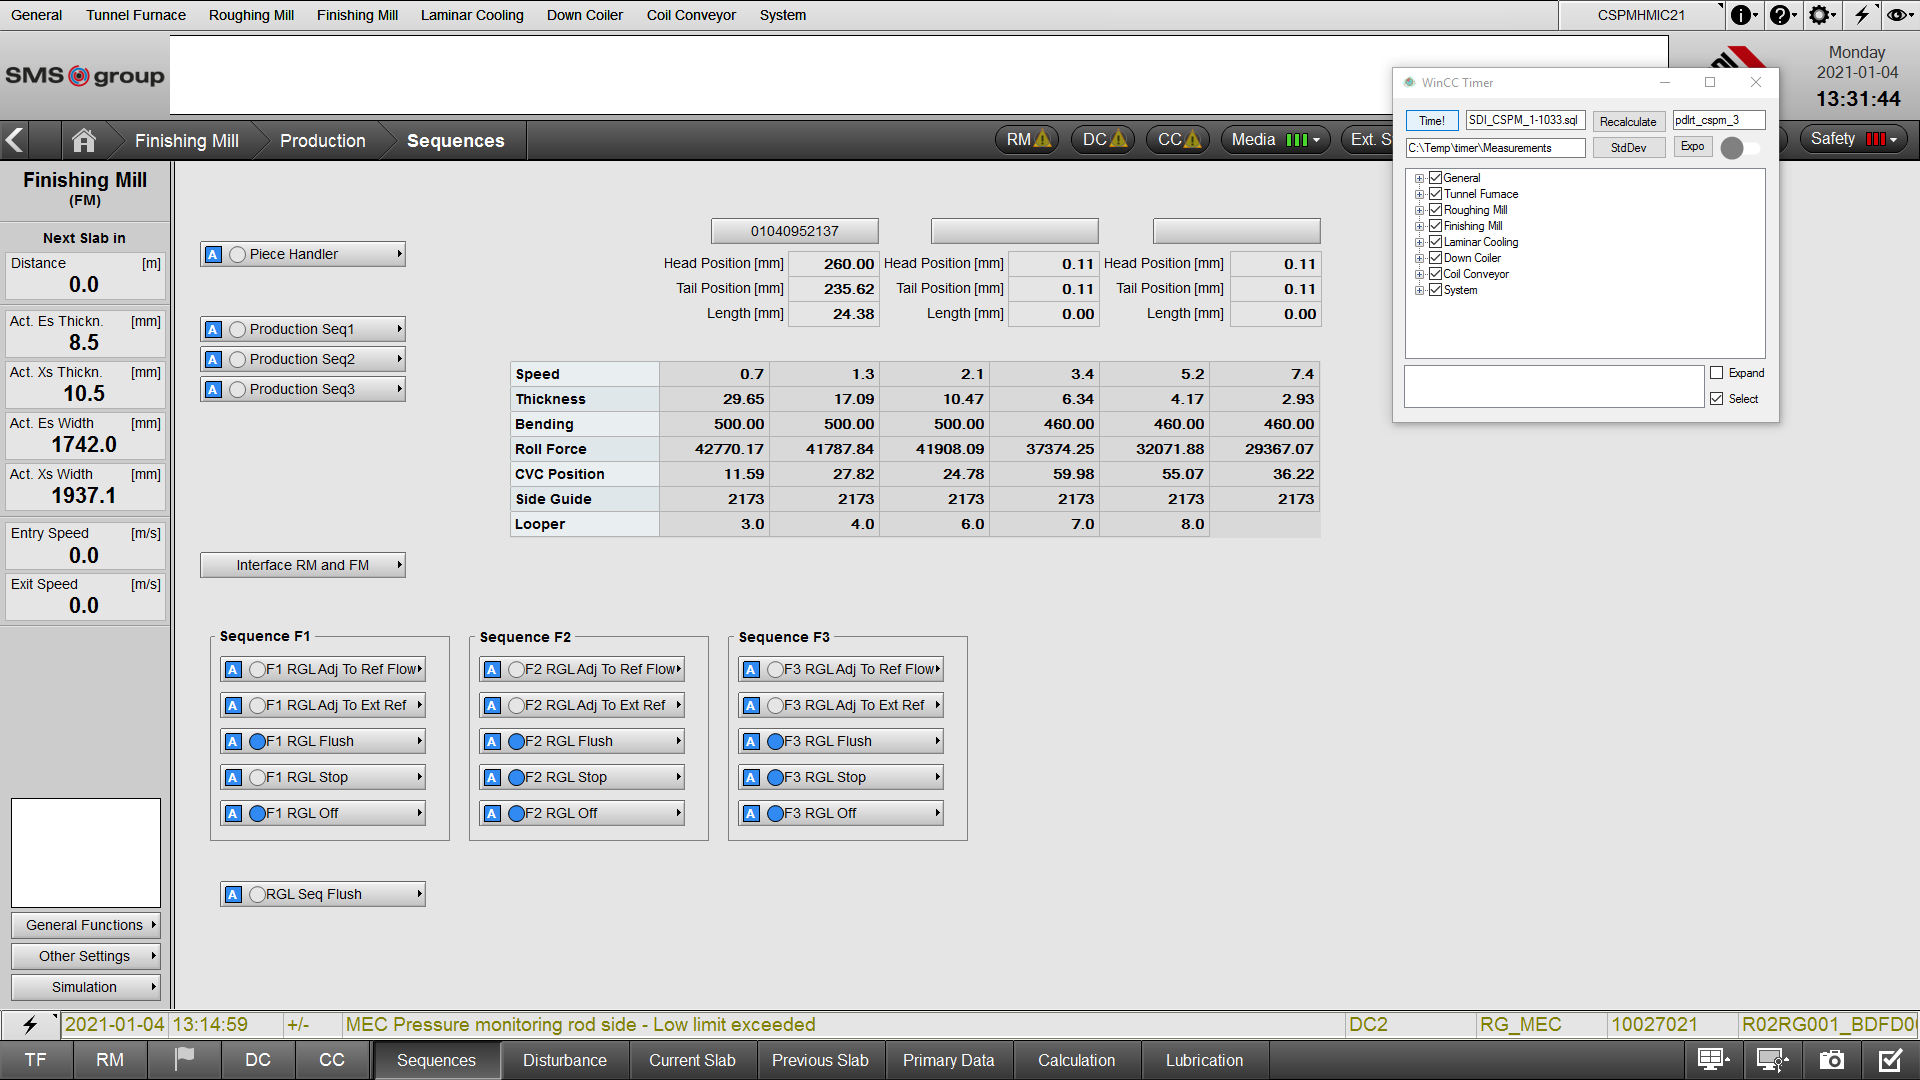 General Tunnel Furnace Roughing Mill Finishing Mill Laminar Cooling Down Coiler Coil Conveyor System CSPMHMIC21
SMS group
Monday
2021-01-04
13:31:44
Finishing Mill Production Sequences RM DC CC Media Ext. S Safety
WinCC Timer
Time! SDI_CSPM_1-1033.sql Recalculate pdlrt_cspm_3
C:\Temp\timer\Measurements StdDev Expo
General
Tunnel Furnace
Roughing Mill
Finishing Mill
Laminar Cooling
Down Coiler
Coil Conveyor
System
Expand
Select
Finishing Mill
(FM)
Next Slab in
Distance [m]
0.0
Act. Es Thickn. [mm]
8.5
Act. Xs Thickn. [mm]
10.5
Act. Es Width [mm]
1742.0
Act. Xs Width [mm]
1937.1
Entry Speed [m/s]
0.0
Exit Speed [m/s]
0.0
General Functions
Other Settings
Simulation
A Piece Handler
A Production Seq1
A Production Seq2
A Production Seq3
Interface RM and FM
01040952137
Head Position [mm] 260.00 Head Position [mm] 0.11 Head Position [mm] 0.11
Tail Position [mm] 235.62 Tail Position [mm] 0.11 Tail Position [mm] 0.11
Length [mm] 24.38 Length [mm] 0.00 Length [mm] 0.00
Speed 0.7 1.3 2.1 3.4 5.2 7.4
Thickness 29.65 17.09 10.47 6.34 4.17 2.93
Bending 500.00 500.00 500.00 460.00 460.00 460.00
Roll Force 42770.17 41787.84 41908.09 37374.25 32071.88 29367.07
CVC Position 11.59 27.82 24.78 59.98 55.07 36.22
Side Guide 2173 2173 2173 2173 2173 2173
Looper 3.0 4.0 6.0 7.0 8.0
Sequence F1 Sequence F2 Sequence F3
A F1 RGL Adj To Ref Flow A F2 RGL Adj To Ref Flow A F3 RGL Adj To Ref Flow
A F1 RGL Adj To Ext Ref A F2 RGL Adj To Ext Ref A F3 RGL Adj To Ext Ref
A F1 RGL Flush A F2 RGL Flush A F3 RGL Flush
A F1 RGL Stop A F2 RGL Stop A F3 RGL Stop
A F1 RGL Off A F2 RGL Off A F3 RGL Off
A RGL Seq Flush
2021-01-04 13:14:59 +/- MEC Pressure monitoring rod side - Low limit exceeded DC2 RG_MEC 10027021 R02RG001_BDFD0
TF RM DC CC Sequences Disturbance Current Slab Previous Slab Primary Data Calculation Lubrication